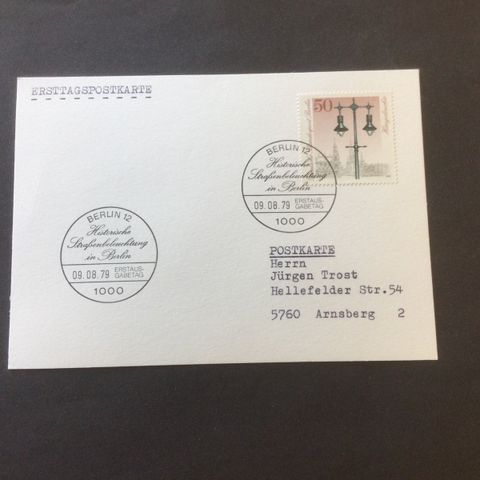 ERSTTAGSPOSTKARTE
50
BERLIN 12
Historische
Straßenbeleuchtung
in Berlin
09.08.79 ERSTAUS-
GABETAG
1000
BERLIN 12
Historische
Straßenbeleuchtung
in Berlin
09.08.79 ERSTAUS-
GABETAG
1000
POSTKARTE
Herrn
Jürgen Trost
Hellefelder Str.54
5760 Arnsberg 2